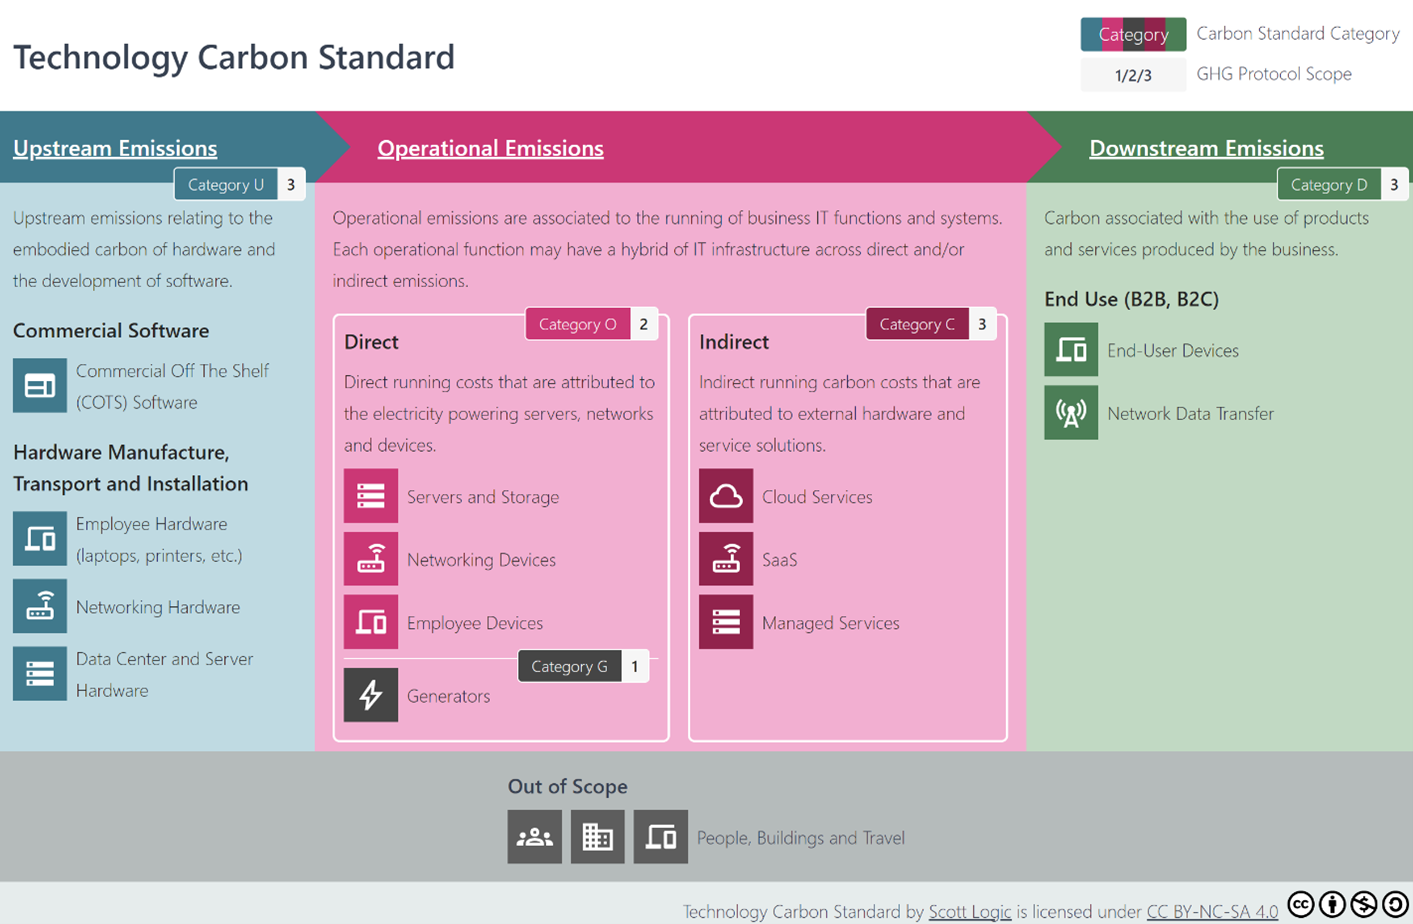 Technology Carbon Standard
Category
Carbon Standard Category
1/2/3
GHG Protocol Scope
Upstream Emissions
Category U 3
Upstream emissions relating to the
embodied carbon of hardware and
the development of software.
Commercial Software
Commercial Off The Shelf
(COTS) Software
Hardware Manufacture,
Transport and Installation
Employee Hardware
(laptops, printers, etc.)
Networking Hardware
Data Center and Server
Hardware
Operational Emissions
Operational emissions are associated to the running of business IT functions and systems.
Each operational function may have a hybrid of IT infrastructure across direct and/or
indirect emissions.
Category O 2
Direct
Direct running costs that are attributed to
the electricity powering servers, networks
and devices.
Servers and Storage
Networking Devices
Employee Devices
Category G 1
Generators
Category C 3
Indirect
Indirect running carbon costs that are
attributed to external hardware and
service solutions.
Cloud Services
SaaS
Managed Services
Downstream Emissions
Category D 3
Carbon associated with the use of products
and services produced by the business.
End Use (B2B, B2C)
End-User Devices
Network Data Transfer
Out of Scope
People, Buildings and Travel
Technology Carbon Standard by Scott Logic is licensed under CC BY-NC-SA 4.0